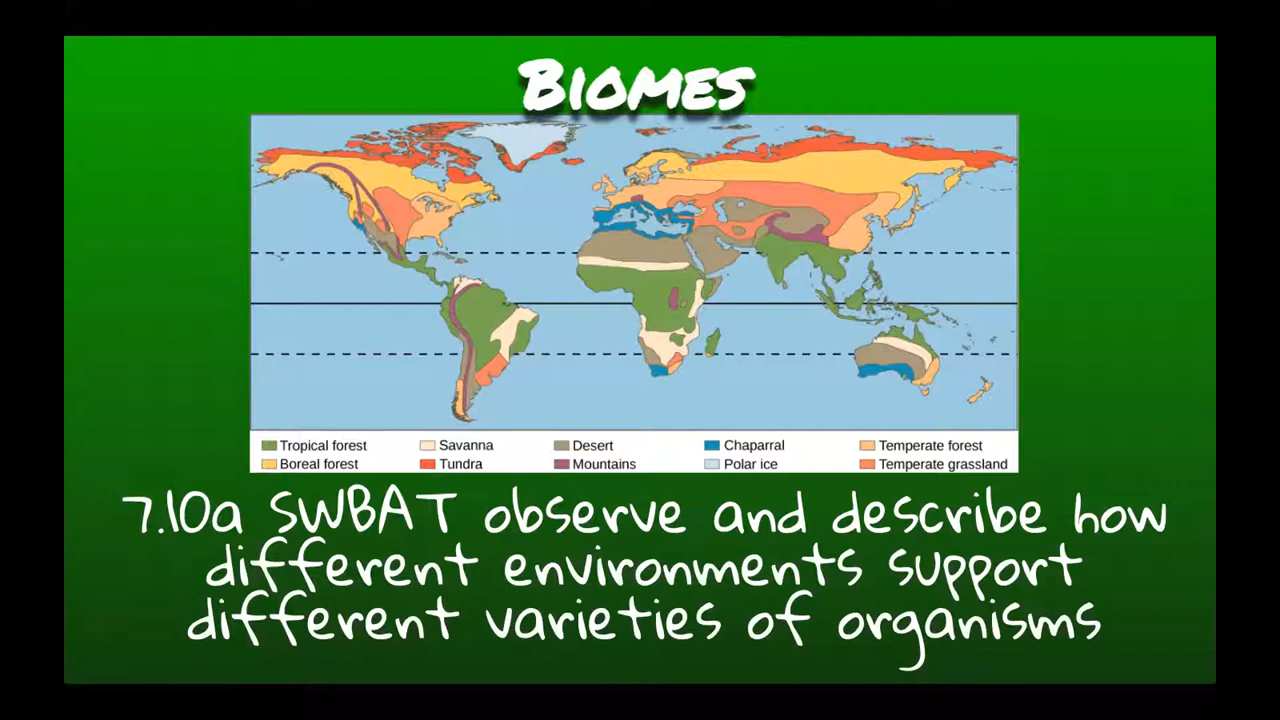 BIOMES
Tropical forest Savanna Desert Chaparral Temperate forest
Boreal forest Tundra Mountains Polar ice Temperate grassland
7.10a SWBAT observe and describe how
different environments support
different varieties of organisms